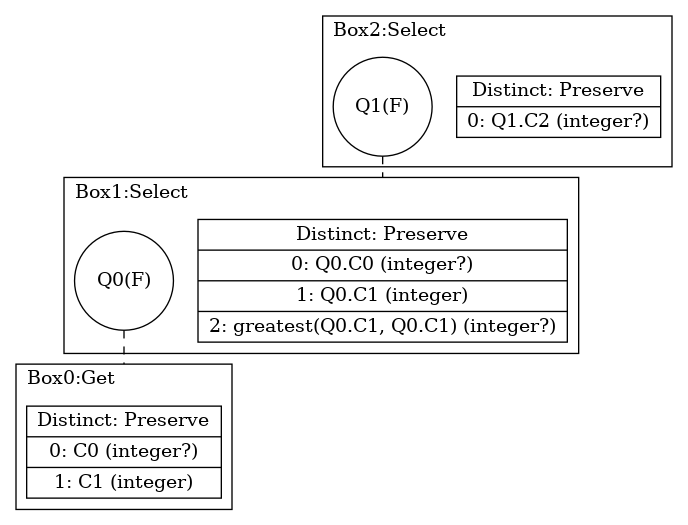 Box2:Select
Q1(F)
Distinct: Preserve
0: Q1.C2 (integer?)
Box1:Select
Q0(F)
Distinct: Preserve
0: Q0.C0 (integer?)
1: Q0.C1 (integer)
2: greatest(Q0.C1, Q0.C1) (integer?)
Box0:Get
Distinct: Preserve
0: C0 (integer?)
1: C1 (integer)